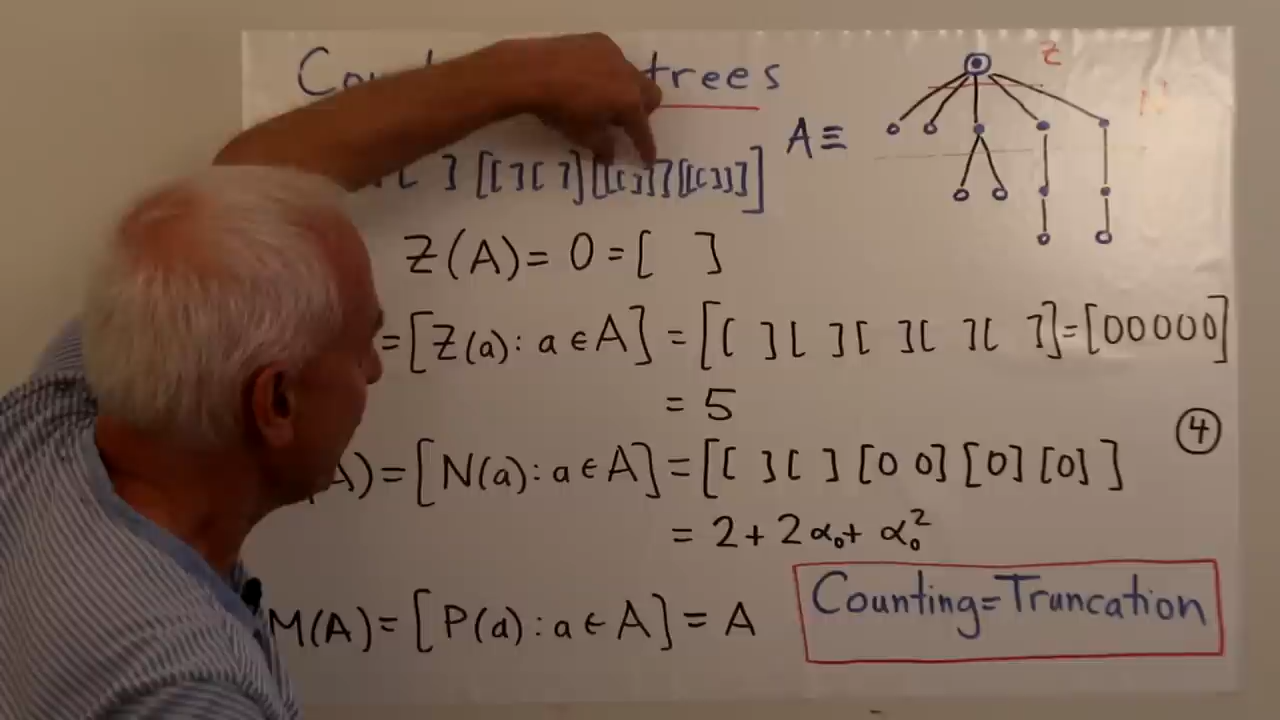 trees
Z
] [[ ][ ]][[[ ]]][[[ ]]]]
A≡
Z(A)= 0 =[ ]
=[Z(a): a∈A] = [[ ][ ][ ][ ][ ]]=[00000]
= 5
④
A)=[N(a): a∈A]=[[ ][ ] [0 0] [0] [0] ]
= 2+2α₀+ α₀²
M(A)= [P(a): a∈A] = A
Counting=Truncation